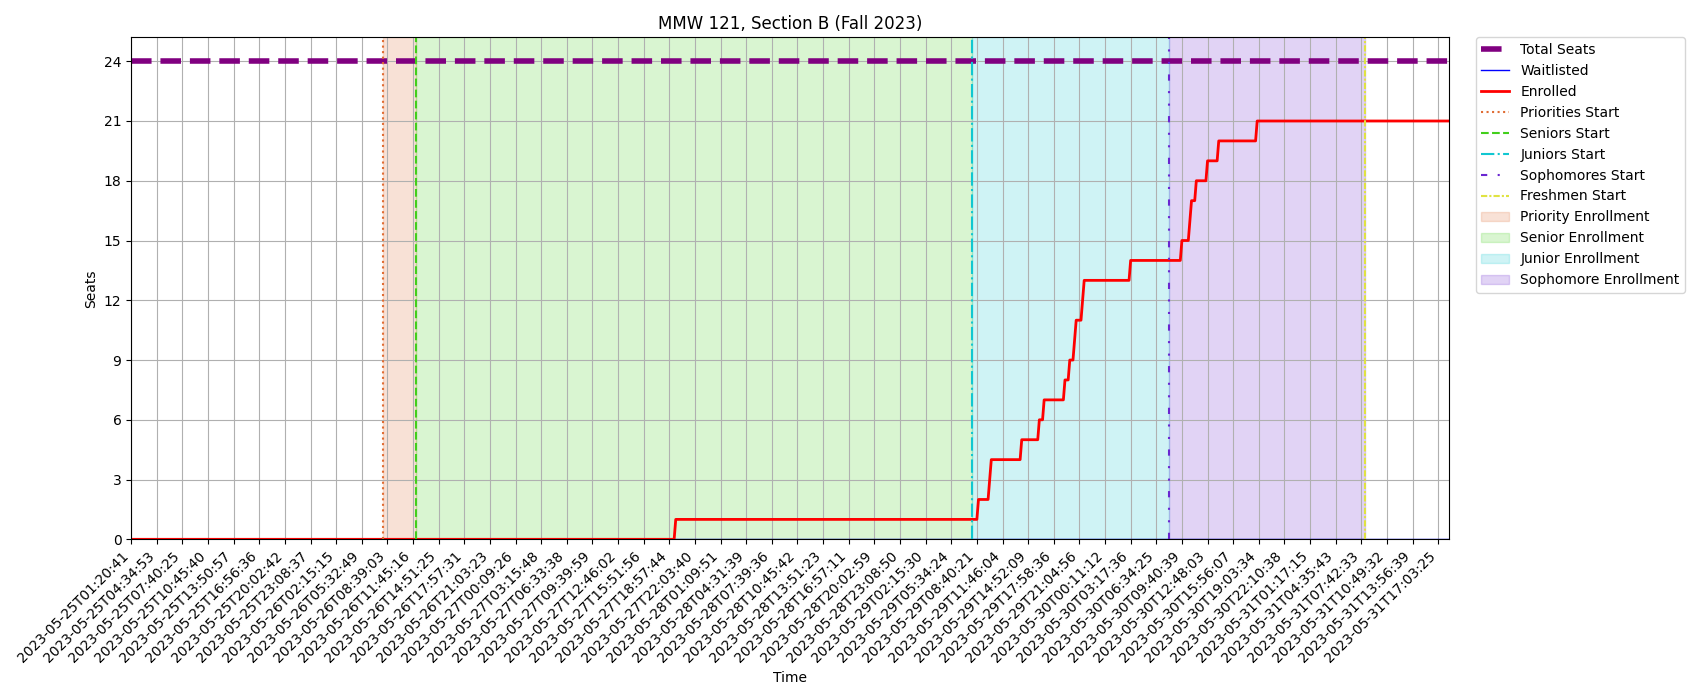 MMW 121, Section B (Fall 2023)
Total Seats
Waitlisted
Enrolled
Priorities Start
Seniors Start
Juniors Start
Sophomores Start
Freshmen Start
Priority Enrollment
Senior Enrollment
Junior Enrollment
Sophomore Enrollment
Seats
24
21
18
15
12
9
6
3
0
2023-05-25T01:20:41
2023-05-25T04:34:53
2023-05-25T07:40:25
2023-05-25T10:45:40
2023-05-25T13:50:57
2023-05-25T16:56:36
2023-05-25T20:02:42
2023-05-25T23:08:37
2023-05-26T02:15:15
2023-05-26T05:32:49
2023-05-26T08:39:03
2023-05-26T11:45:16
2023-05-26T14:51:25
2023-05-26T17:57:31
2023-05-26T21:03:23
2023-05-27T00:09:26
2023-05-27T03:15:48
2023-05-27T06:33:38
2023-05-27T09:39:59
2023-05-27T12:46:02
2023-05-27T15:51:56
2023-05-27T18:57:44
2023-05-27T22:03:40
2023-05-28T01:09:51
2023-05-28T04:31:39
2023-05-28T07:39:36
2023-05-28T10:45:42
2023-05-28T13:51:23
2023-05-28T16:57:11
2023-05-28T20:02:59
2023-05-28T23:08:50
2023-05-29T02:15:30
2023-05-29T05:34:24
2023-05-29T08:40:21
2023-05-29T11:46:04
2023-05-29T14:52:09
2023-05-29T17:58:36
2023-05-29T21:04:56
2023-05-30T00:11:12
2023-05-30T03:17:36
2023-05-30T06:34:25
2023-05-30T09:40:39
2023-05-30T12:48:03
2023-05-30T15:56:07
2023-05-30T19:03:34
2023-05-30T22:10:38
2023-05-31T01:17:15
2023-05-31T04:35:43
2023-05-31T07:42:33
2023-05-31T10:49:32
2023-05-31T13:56:39
2023-05-31T17:03:25
Time